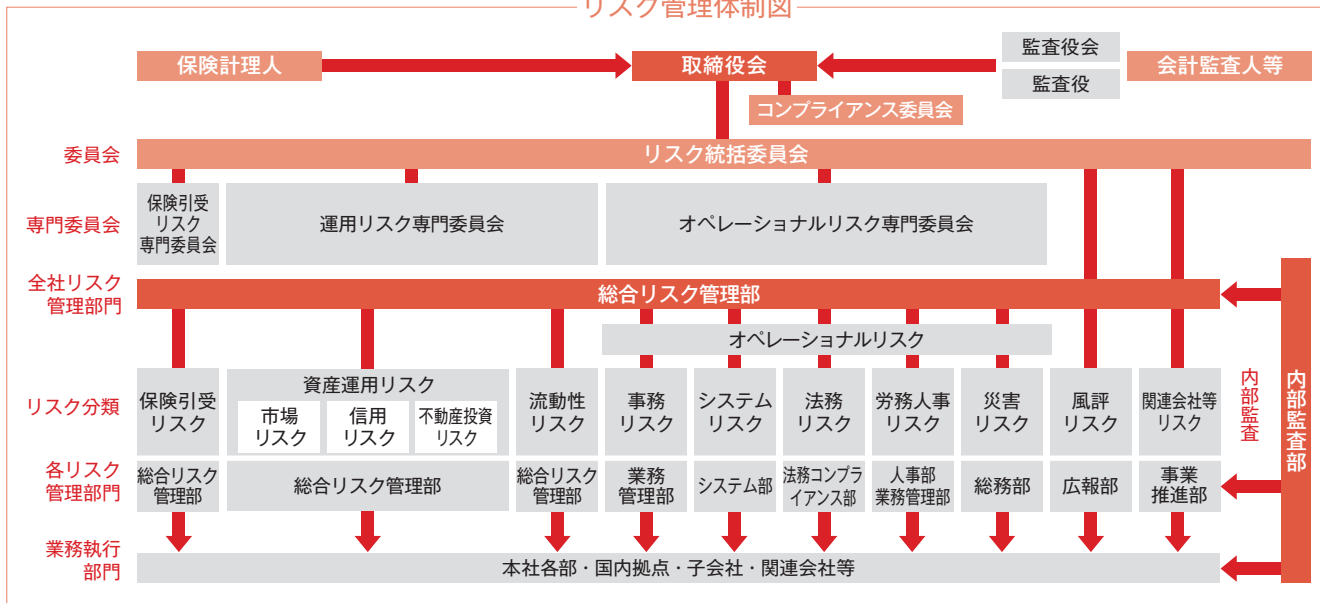 リスク管理体制図
保険計理人
取締役会
監査役会
監査役
会計監査人等
コンプライアンス委員会
委員会
リスク統括委員会
専門委員会
保険引受
リスク
専門委員会
運用リスク専門委員会
オペレーショナルリスク専門委員会
全社リスク
管理部門
総合リスク管理部
オペレーショナルリスク
リスク分類
保険引受
リスク
資産運用リスク
市場
リスク
信用
リスク
不動産投資
リスク
流動性
リスク
事務
リスク
システム
リスク
法務
リスク
労務人事
リスク
災害
リスク
風評
リスク
関連会社等
リスク
内部監査
内部監査部
各リスク
管理部門
総合リスク
管理部
総合リスク管理部
総合リスク
管理部
業務
管理部
システム部
法務コンプラ
イアンス部
人事部
業務管理部
総務部
広報部
事業
推進部
業務執行
部門
本社各部・国内拠点・子会社・関連会社等